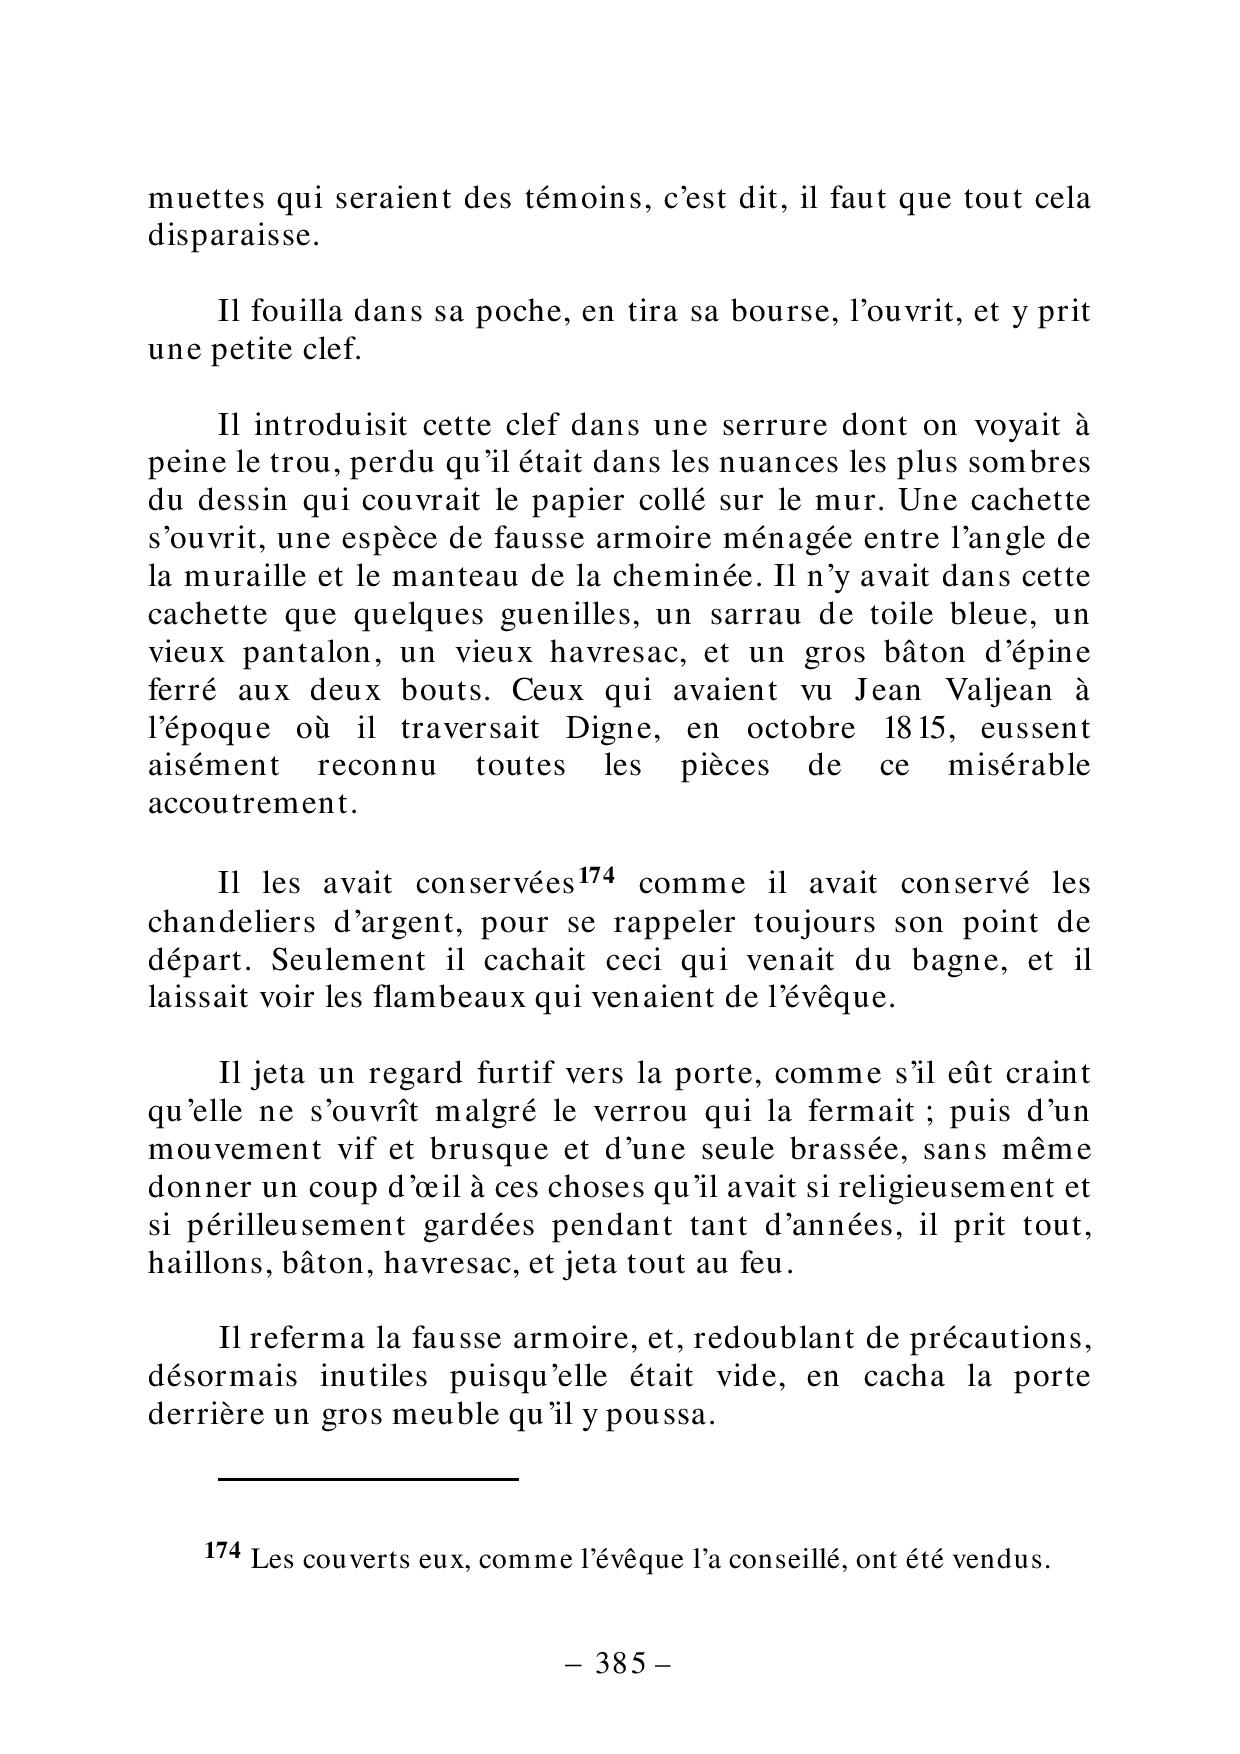 muettes qui seraient des témoins, c’est dit, il faut que tout cela
disparaisse.
Il fouilla dans sa poche, en tira sa bourse, l’ouvrit, et y prit
une petite clef.
Il introduisit cette clef dans une serrure dont on voyait à
peine le trou, perdu qu’il était dans les nuances les plus sombres
du dessin qui couvrait le papier collé sur le mur. Une cachette
s’ouvrit, une espèce de fausse armoire ménagée entre l’angle de
la muraille et le manteau de la cheminée. Il n’y avait dans cette
cachette que quelques guenilles, un sarrau de toile bleue, un
vieux pantalon, un vieux havresac, et un gros bâton d’épine
ferré aux deux bouts. Ceux qui avaient vu Jean Valjean à
l’époque où il traversait Digne, en octobre 1815, eussent
aisément reconnu toutes les pièces de ce misérable
accoutrement.
Il les avait conservées174 comme il avait conservé les
chandeliers d’argent, pour se rappeler toujours son point de
départ. Seulement il cachait ceci qui venait du bagne, et il
laissait voir les flambeaux qui venaient de l’évêque.
Il jeta un regard furtif vers la porte, comme s’il eût craint
qu’elle ne s’ouvrît malgré le verrou qui la fermait ; puis d’un
mouvement vif et brusque et d’une seule brassée, sans même
donner un coup d’œil à ces choses qu’il avait si religieusement et
si périlleusement gardées pendant tant d’années, il prit tout,
haillons, bâton, havresac, et jeta tout au feu.
Il referma la fausse armoire, et, redoublant de précautions,
désormais inutiles puisqu’elle était vide, en cacha la porte
derrière un gros meuble qu’il y poussa.
174 Les couverts eux, comme l’évêque l’a conseillé, ont été vendus.
– 385 –